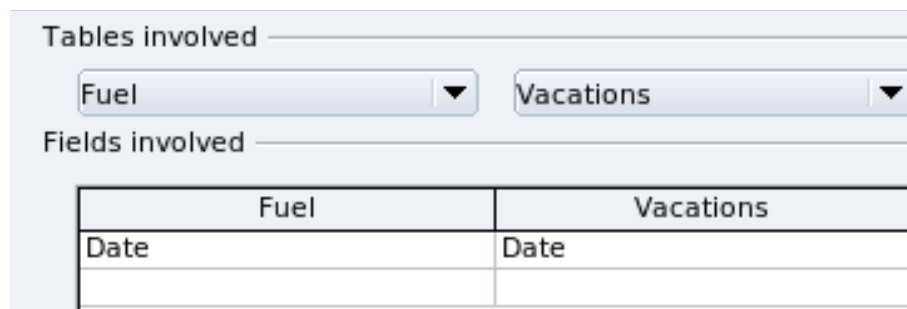 Tables involved
Fuel Vacations
Fields involved
Fuel Vacations
Date Date